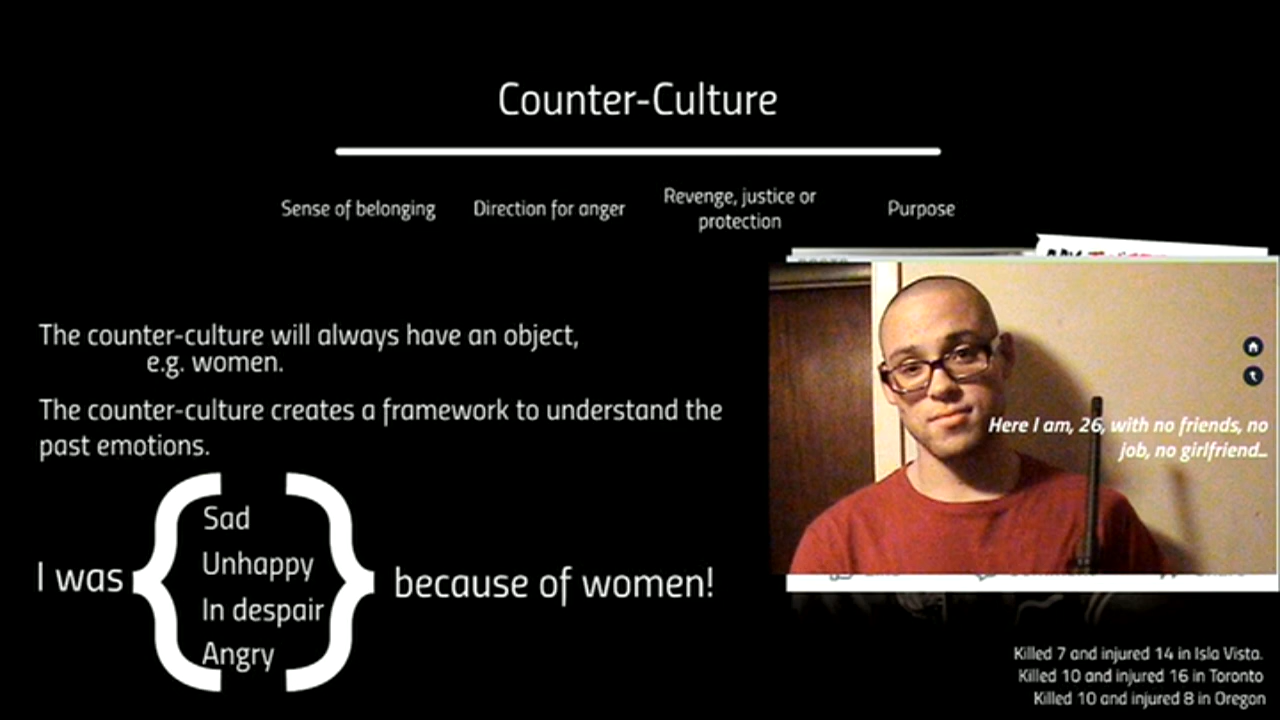 Counter-Culture
Sense of belonging
Direction for anger
Revenge, justice or
protection
Purpose
The counter-culture will always have an object,
e.g. women.
The counter-culture creates a framework to understand the
past emotions.
I was
Sad
Unhappy
In despair
Angry
because of women!
Here I am, 26, with no friends, no
job, no girlfriend...
Killed 7 and injured 14 in Isla Vista.
Killed 10 and injured 16 in Toronto
Killed 10 and injured 8 in Oregon